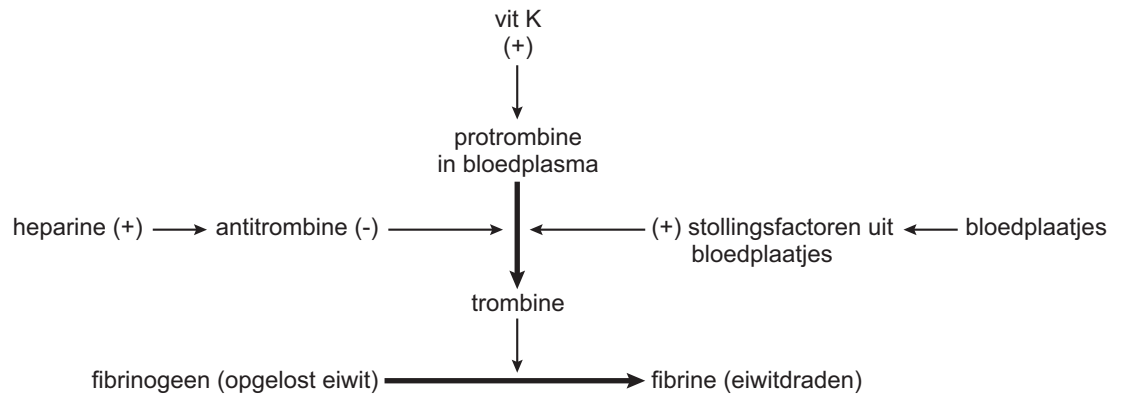 vit K
(+)
protrombine
in bloedplasma
heparine (+) antitrombine (-) (+) stollingsfactoren uit bloedplaatjes
bloedplaatjes
trombine
fibrinogeen (opgelost eiwit) fibrine (eiwitdraden)